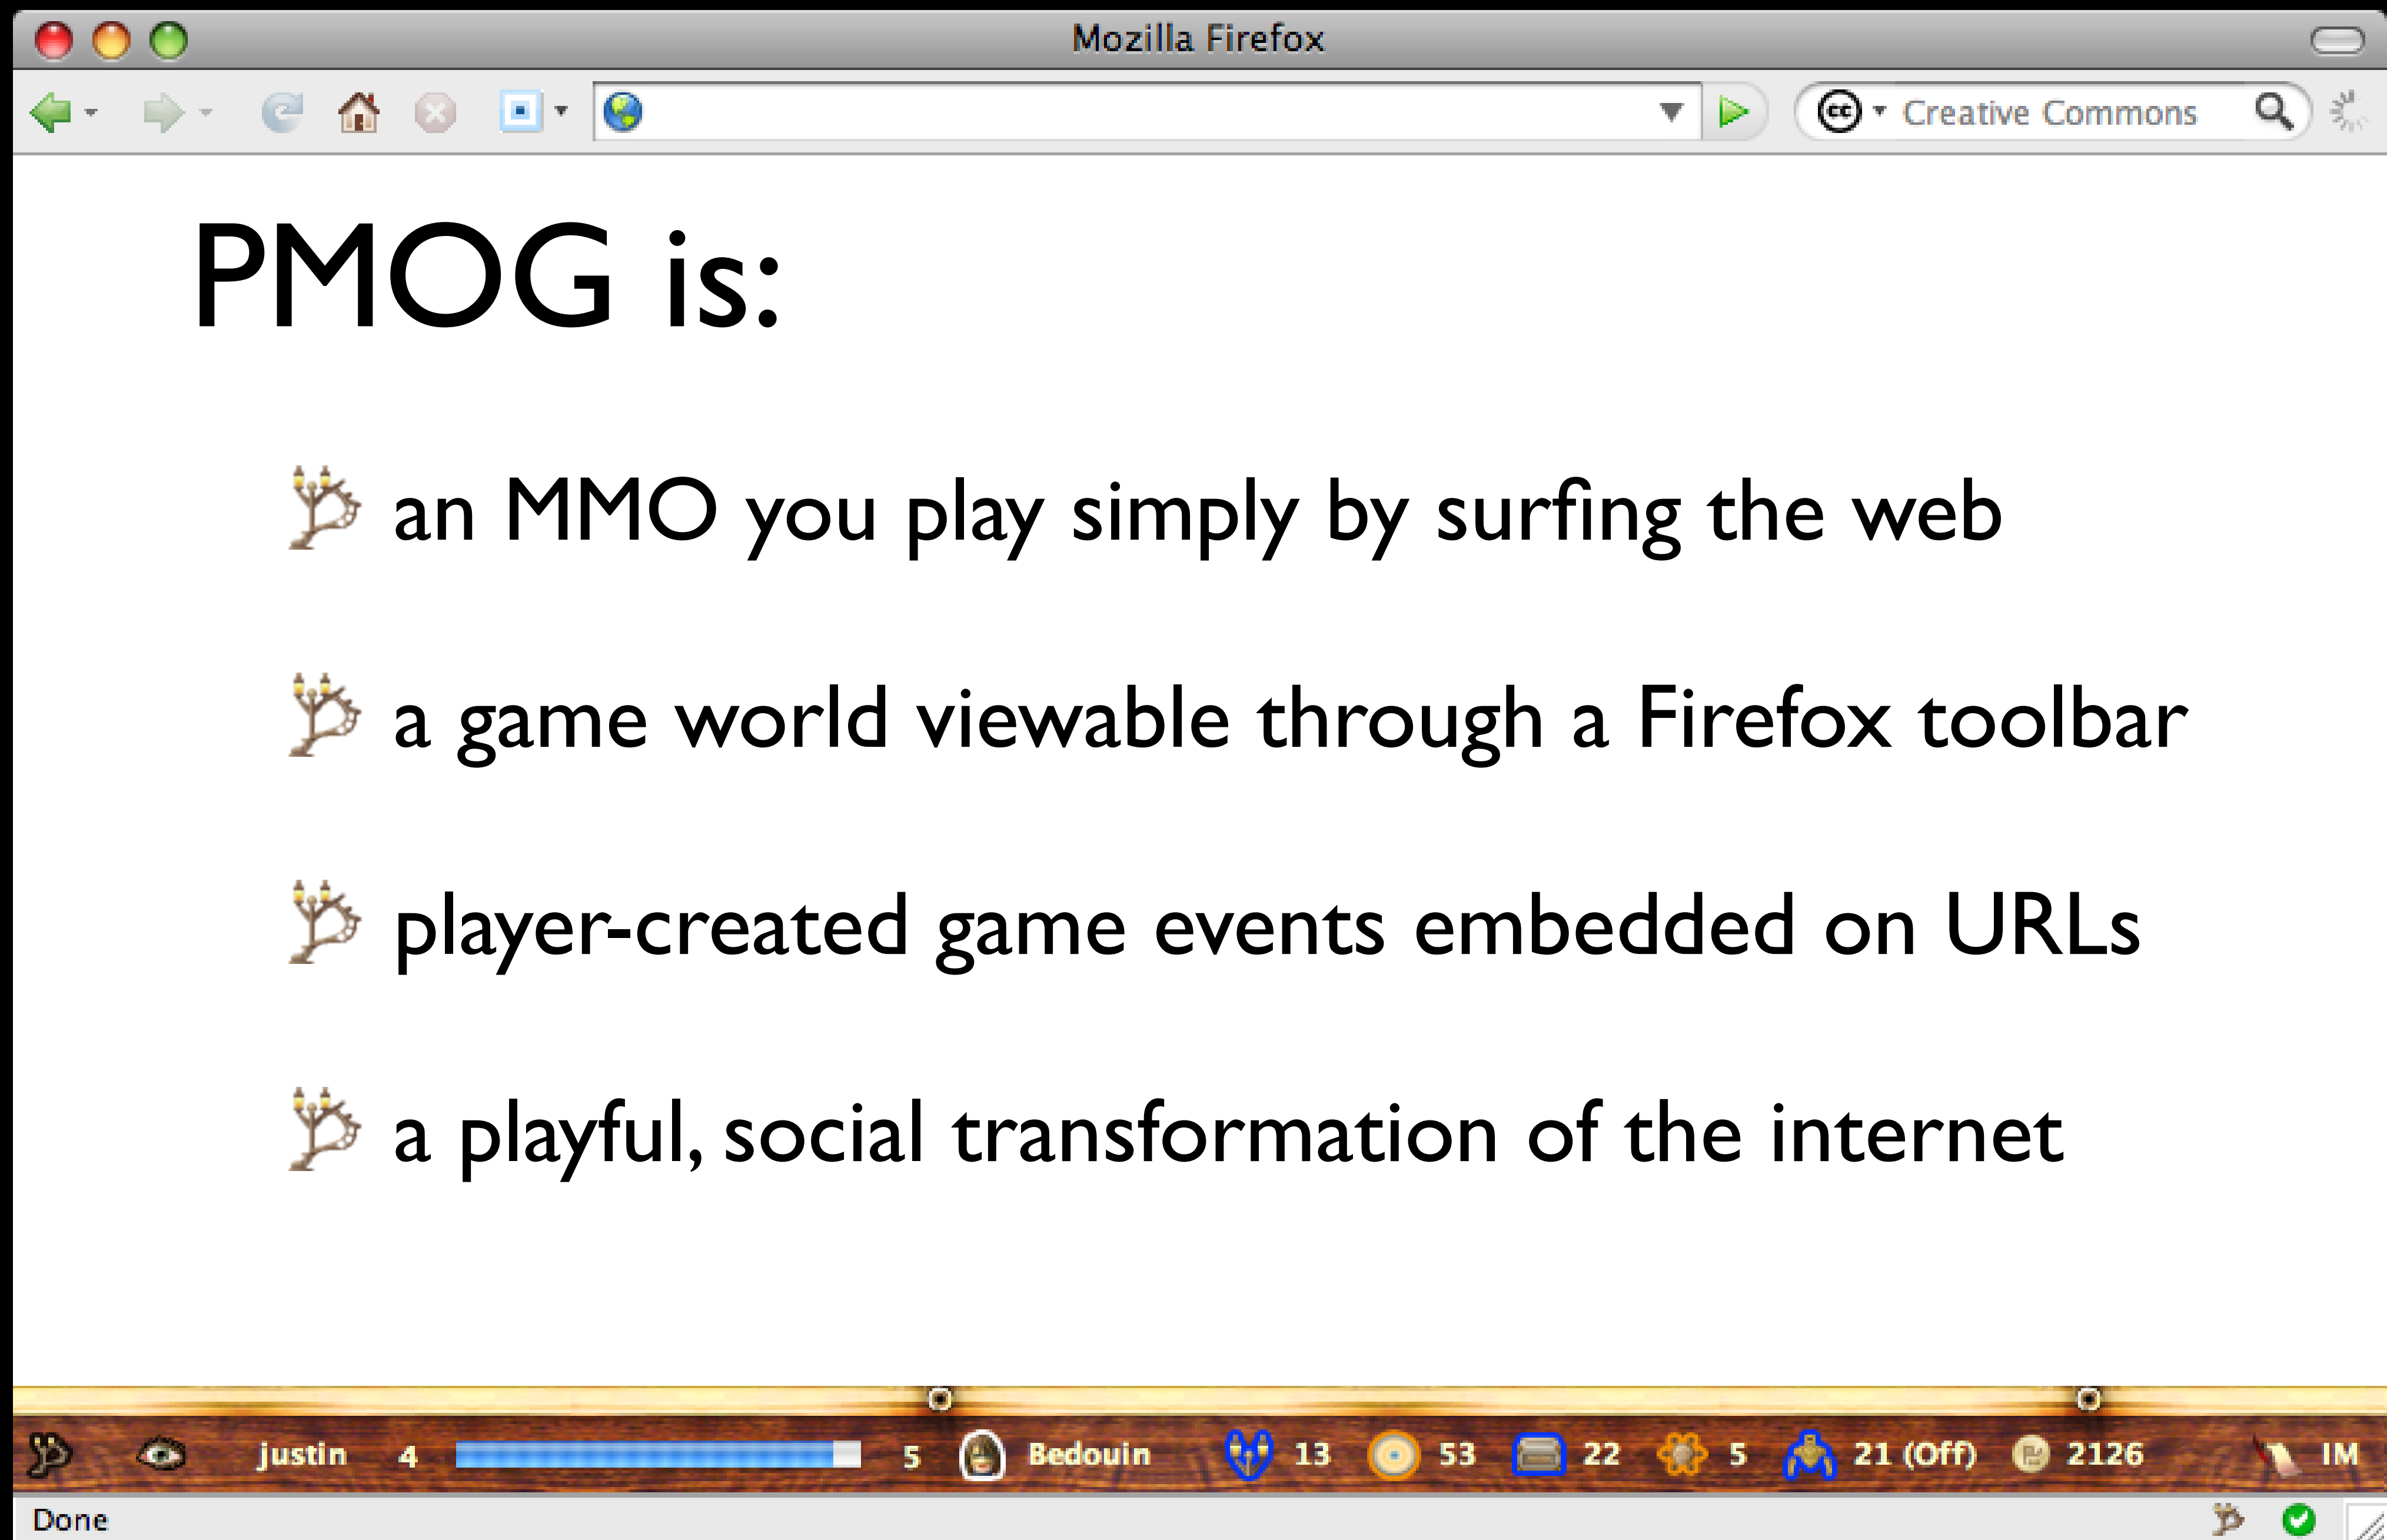 Mozilla Firefox
Creative Commons
PMOG is:
an MMO you play simply by surfing the web
a game world viewable through a Firefox toolbar
player-created game events embedded on URLs
a playful, social transformation of the internet
justin 4 5 Bedouin 13 53 22 5 21 (Off) 2126 IM
Done